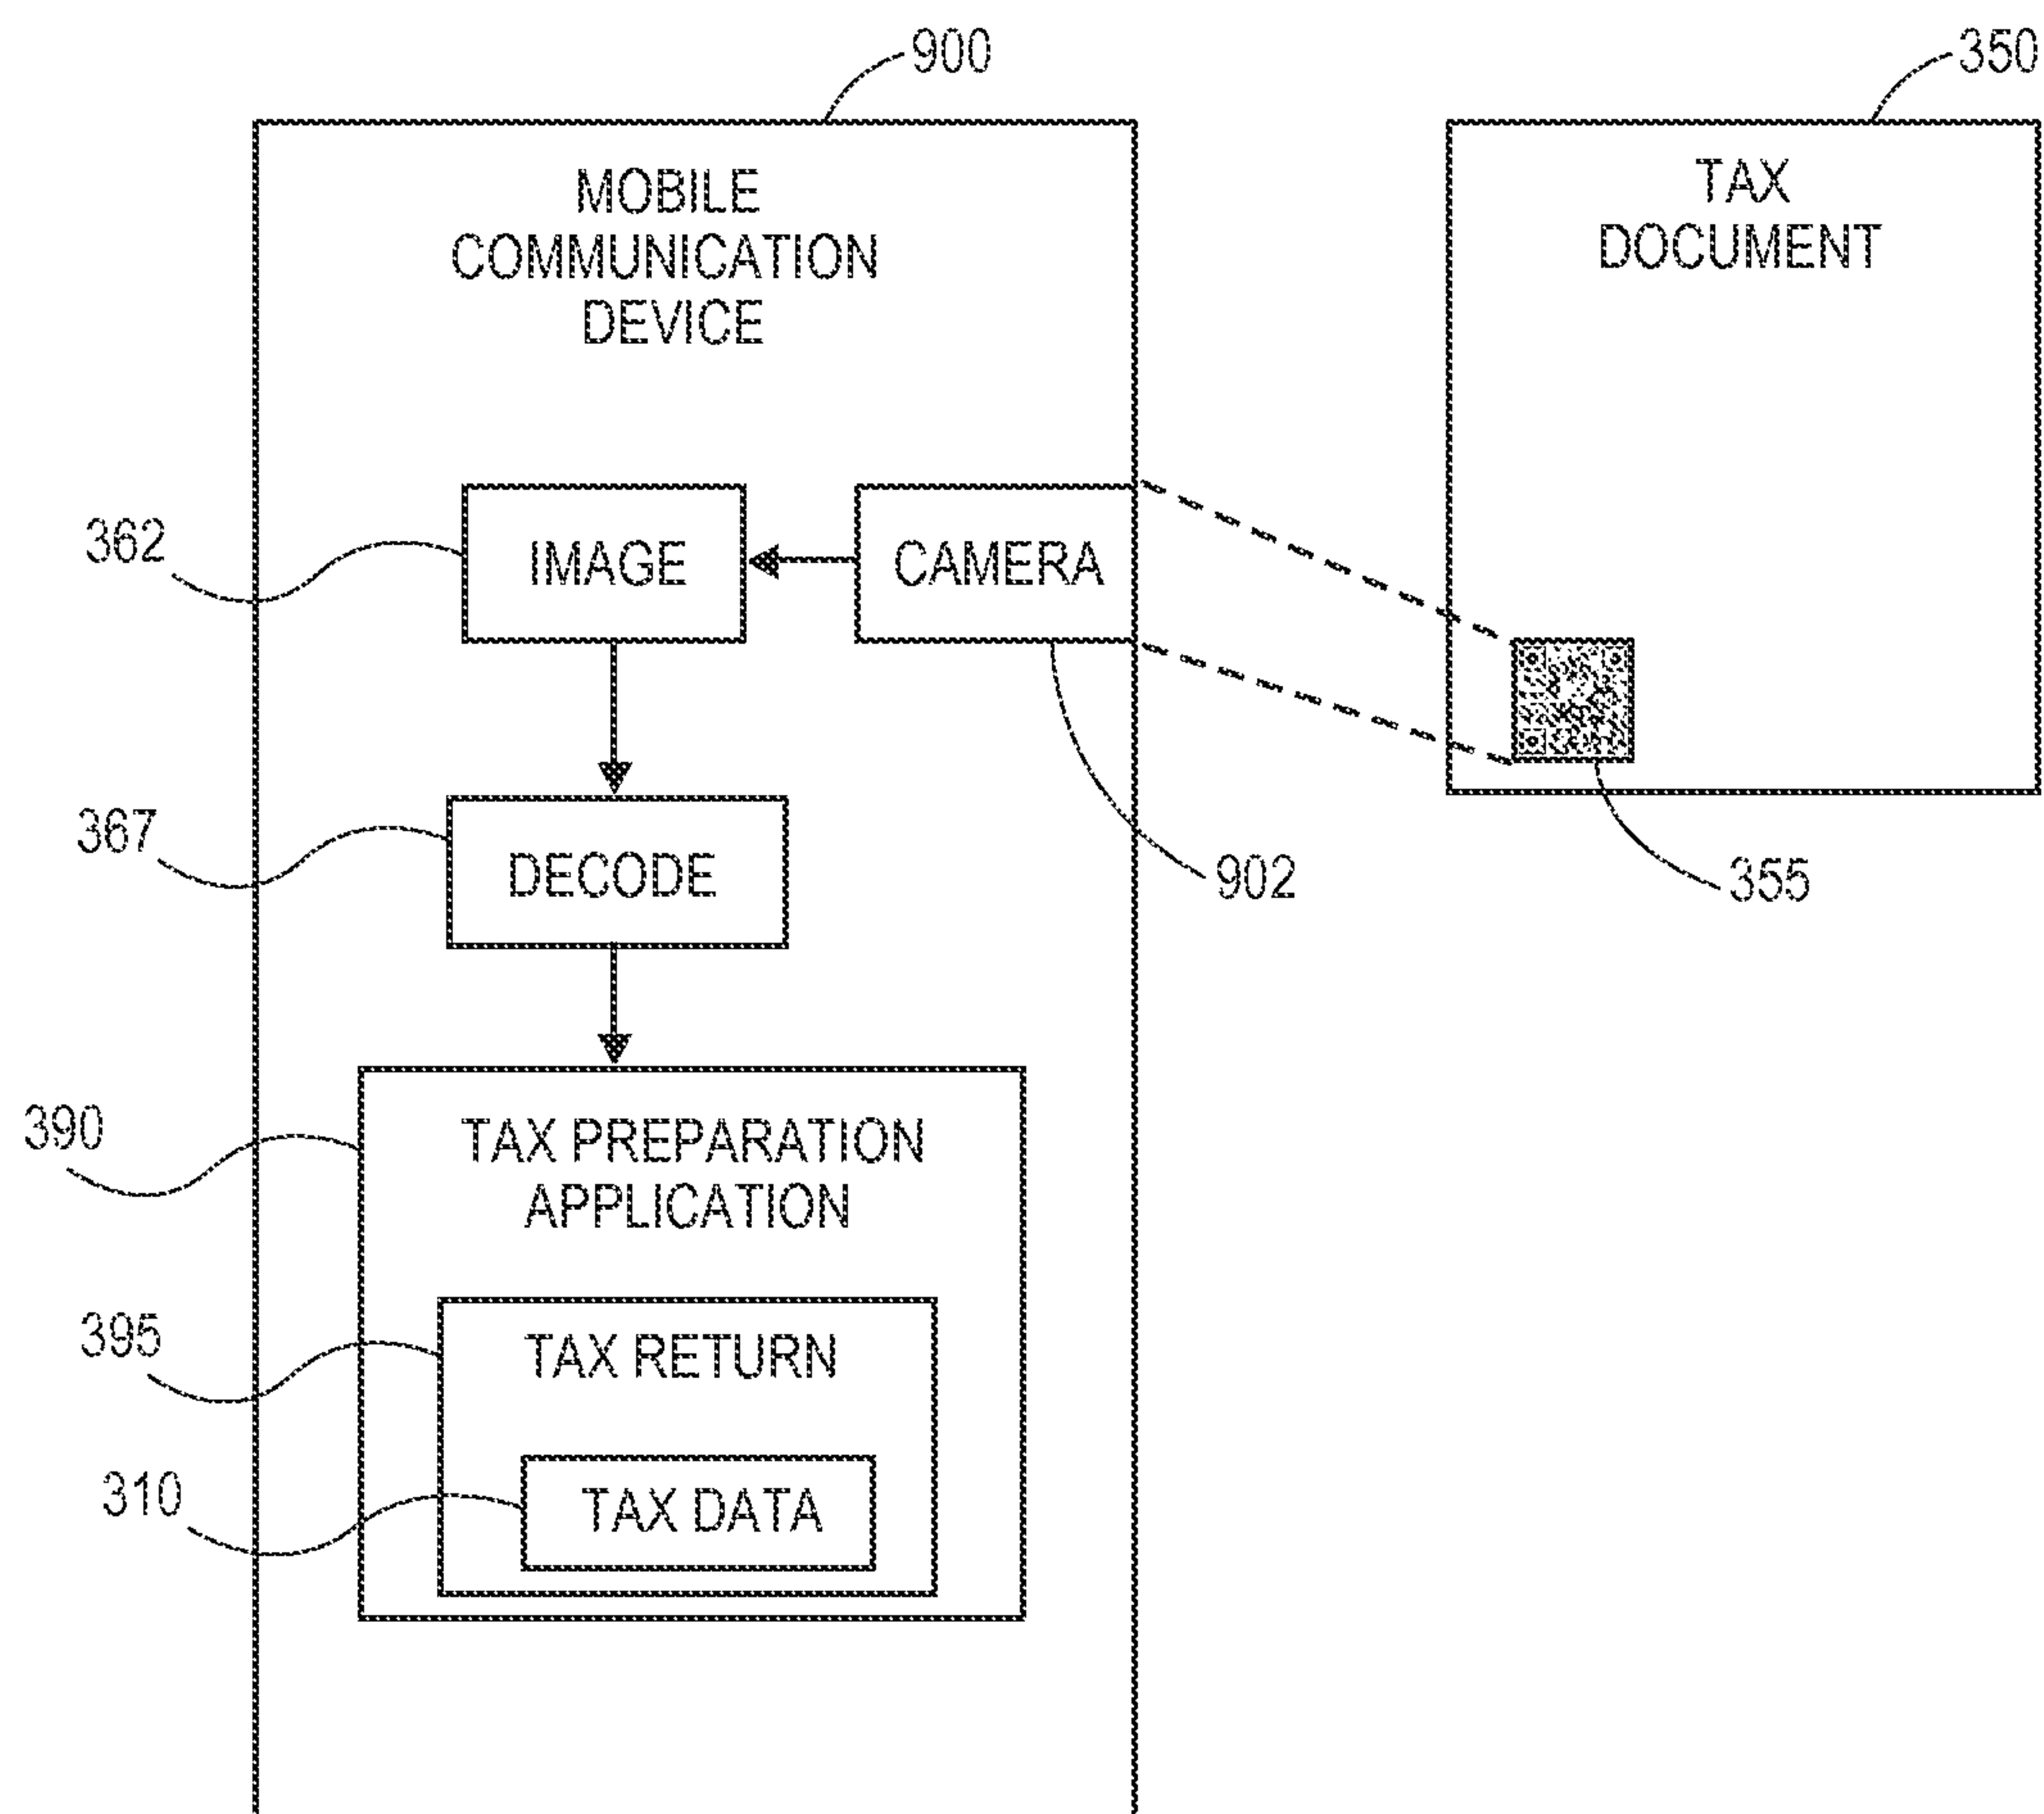 900
350
MOBILE
COMMUNICATION
DEVICE
TAX
DOCUMENT
362
IMAGE
CAMERA
367
DECODE
902
355
390
TAX PREPARATION
APPLICATION
395
TAX RETURN
310
TAX DATA